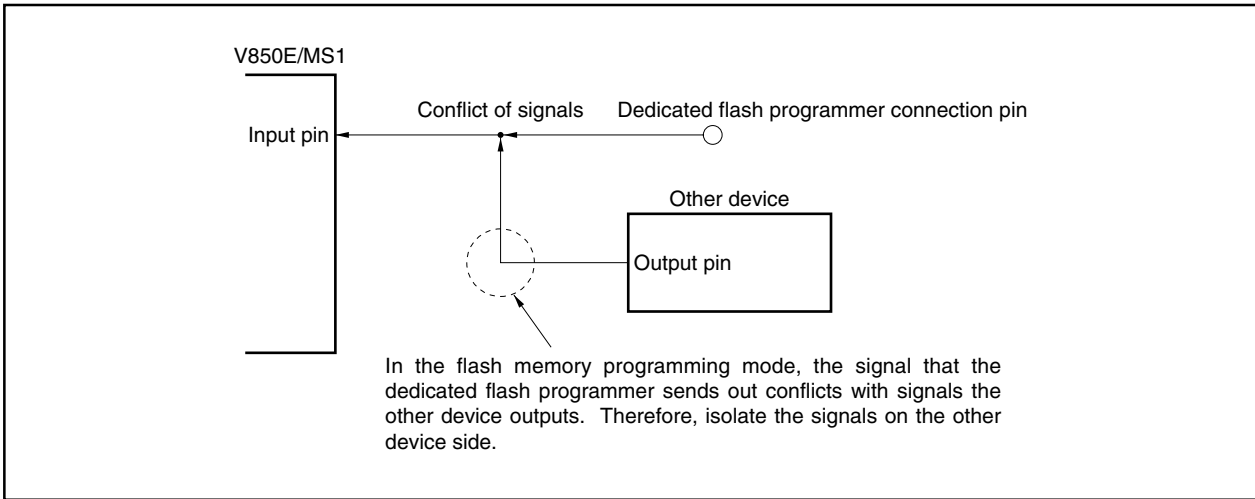 V850E/MS1
Conflict of signals
Dedicated flash programmer connection pin
Input pin
Other device
Output pin
In the flash memory programming mode, the signal that the
dedicated flash programmer sends out conflicts with signals the
other device outputs. Therefore, isolate the signals on the other
device side.